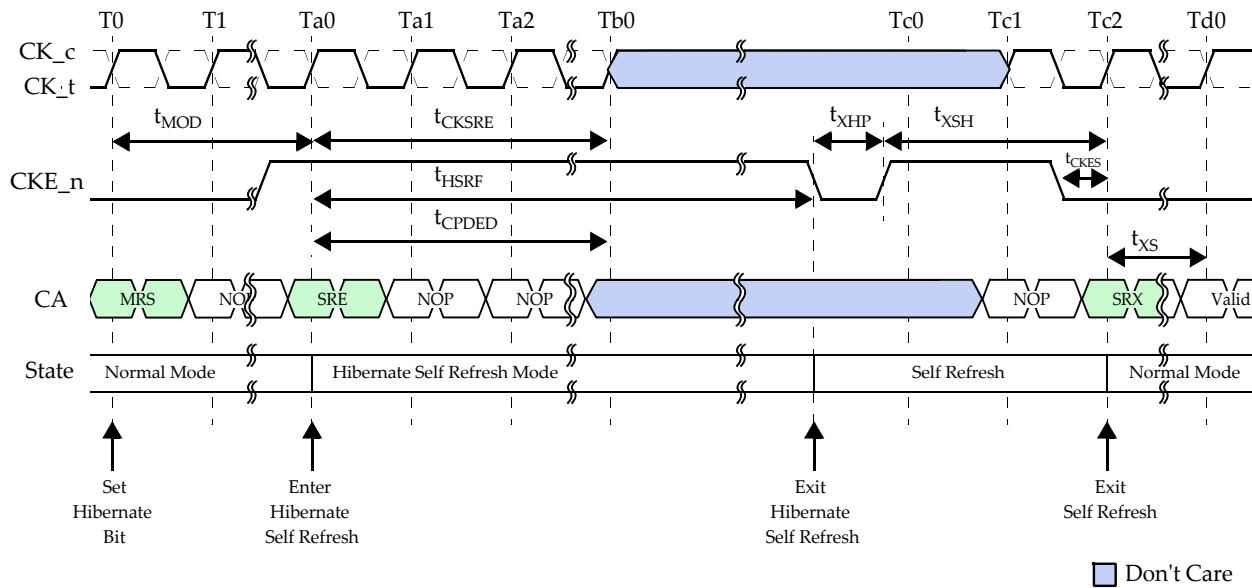 T0 T1 Ta0 Ta1 Ta2 Tb0 Tc0 Tc1 Tc2 Td0
CK_c
CK_t
tMOD tCKSRE tXHP tXSH
CKE_n
tCKES
tHSRF
tCPDED
tXS
CA MRS NOP SRE NOP NOP NOP SRX Valid
State Normal Mode Hibernate Self Refresh Mode Self Refresh Normal Mode
Set
Hibernate
Bit
Enter
Hibernate
Self Refresh
Exit
Hibernate
Self Refresh
Exit
Self Refresh
Don't Care